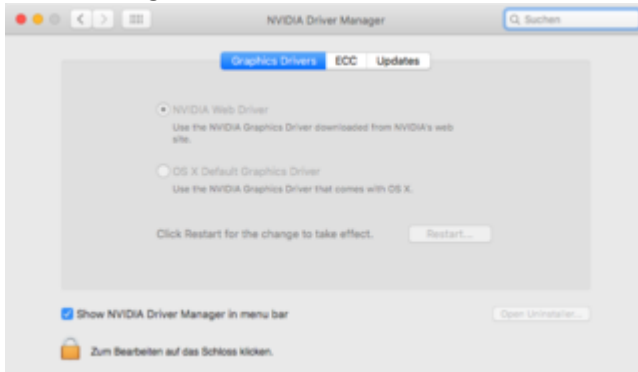 NVIDIA Driver Manager
Suchen
Graphics Drivers ECC Updates
NVIDIA Web Driver
Use the NVIDIA Graphics Driver downloaded from NVIDIA's web
site.
OS X Default Graphics Driver
Use the NVIDIA Graphics Driver that comes with OS X.
Click Restart for the change to take effect. Restart...
Show NVIDIA Driver Manager in menu bar
Open Uninstaller...
Zum Bearbeiten auf das Schloss klicken.